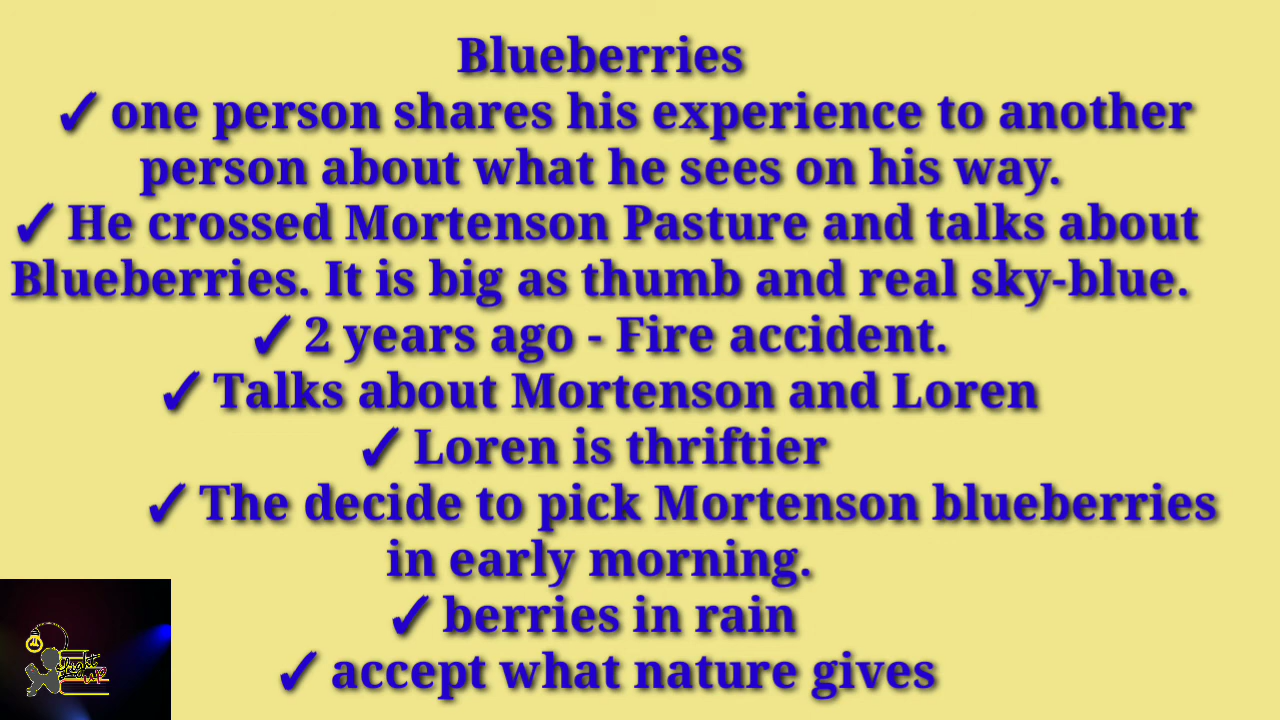 Blueberries
✓ one person shares his experience to another
person about what he sees on his way.
✓ He crossed Mortenson Pasture and talks about
Blueberries. It is big as thumb and real sky-blue.
✓ 2 years ago - Fire accident.
✓ Talks about Mortenson and Loren
✓ Loren is thriftier
✓ The decide to pick Mortenson blueberries
in early morning.
✓ berries in rain
✓ accept what nature gives